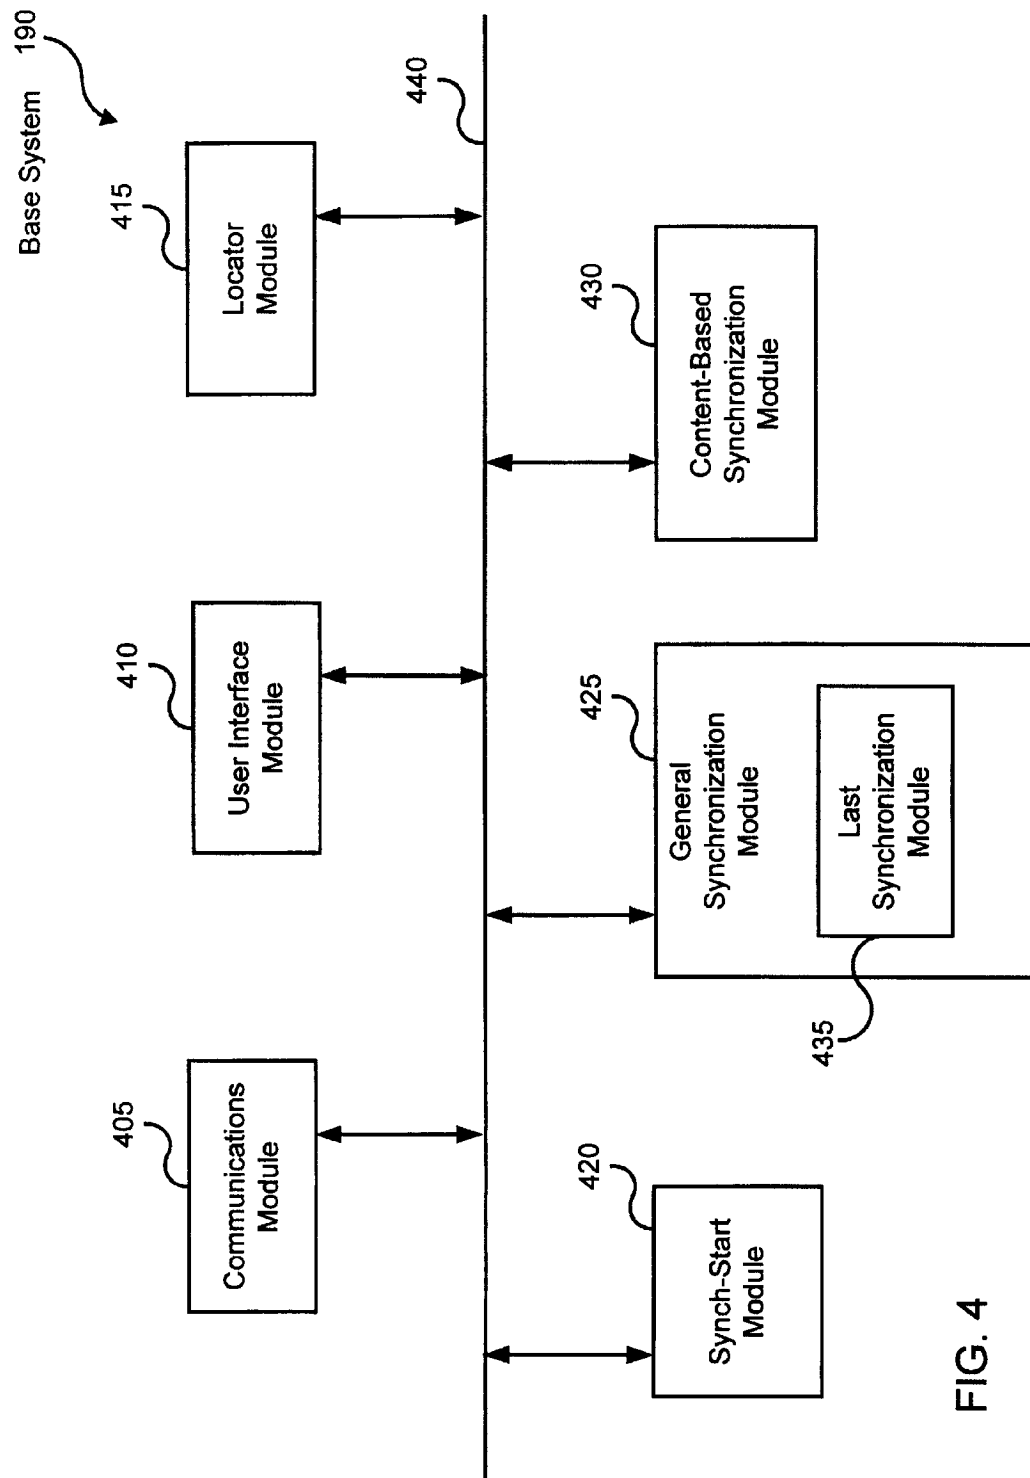 Base System 190
405
Communications
Module
410
User Interface
Module
415
Locator
Module
440
420
Synch-Start
Module
425
General
Synchronization
Module
Last
Synchronization
Module
435
430
Content-Based
Synchronization
Module
FIG. 4